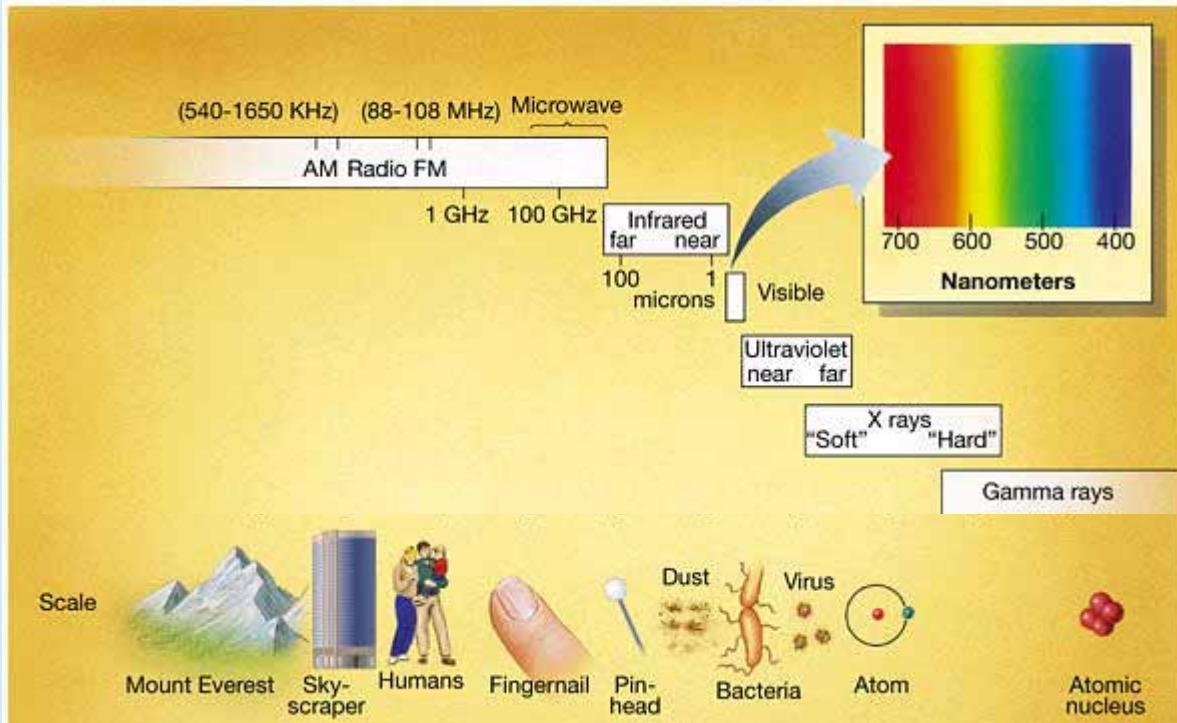 (540-1650 KHz) (88-108 MHz) Microwave
AM Radio FM
1 GHz 100 GHz
Infrared
far near
100 1
microns
Visible
700 600 500 400
Nanometers
Ultraviolet
near far
X rays
“Soft” “Hard”
Gamma rays
Scale
Dust
Virus
Mount Everest
Sky-
scraper
Humans
Fingernail
Pin-
head
Bacteria
Atom
Atomic
nucleus